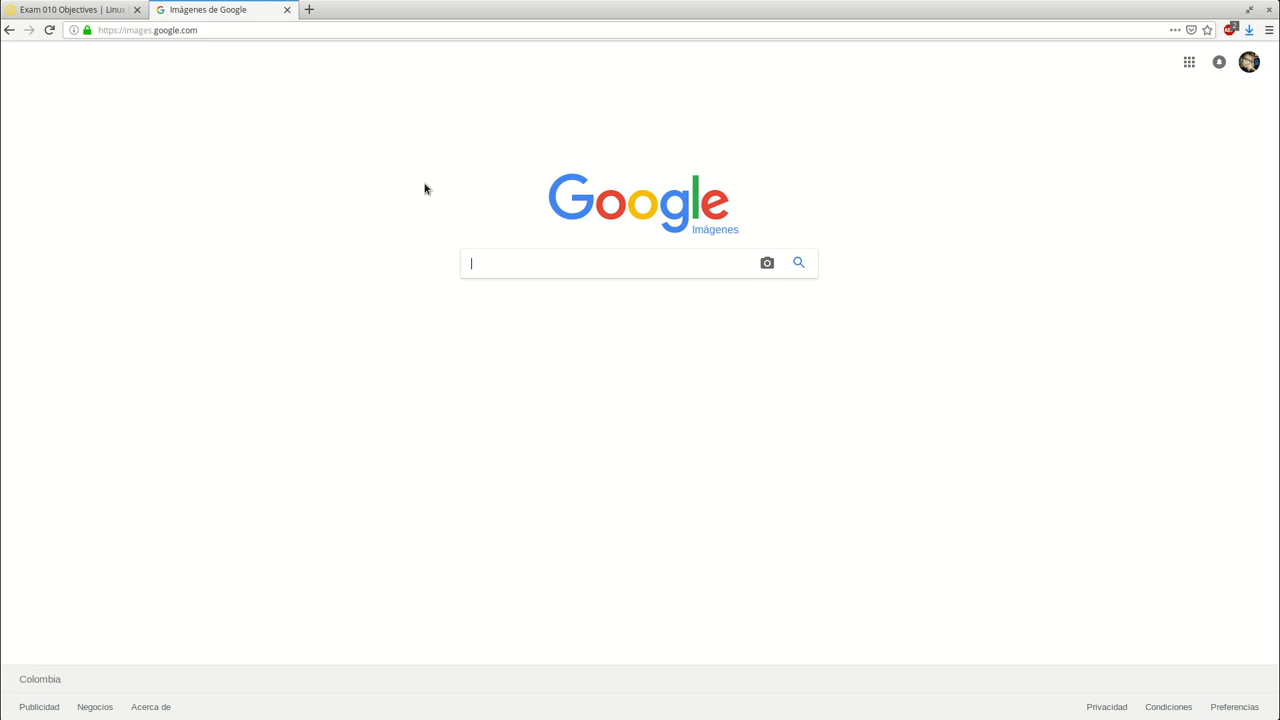 Exam 010 Objectives | Linux
Imágenes de Google
https://images.google.com
2
Google
Imágenes
Colombia
Publicidad Negocios Acerca de
Privacidad Condiciones Preferencias